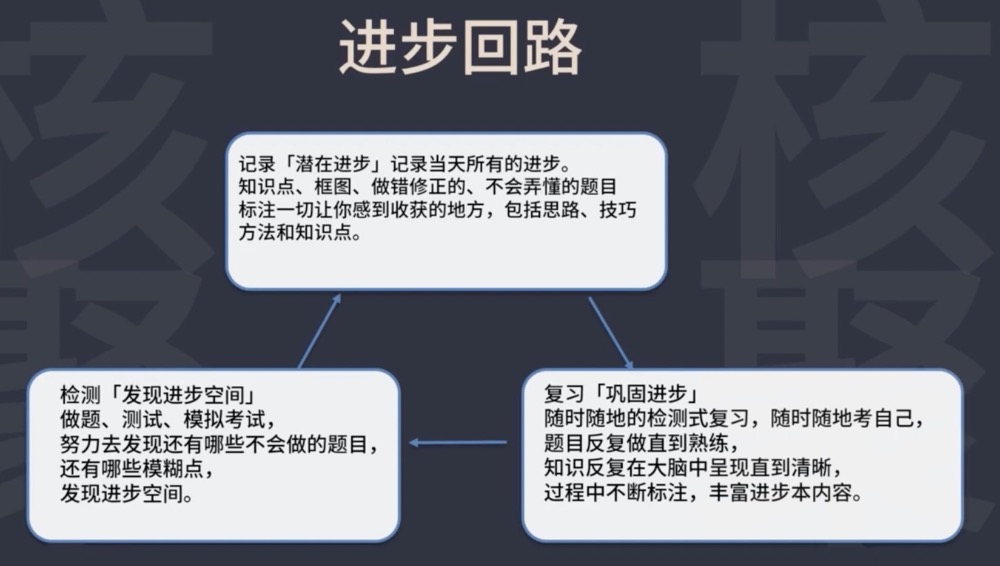 进步回路
记录「潜在进步」记录当天所有的进步。
知识点、框图、做错修正的、不会弄懂的题目
标注一切让你感到收获的地方，包括思路、技巧
方法和知识点。
检测「发现进步空间」
做题、测试、模拟考试，
努力去发现还有哪些不会做的题目，
还有哪些模糊点，
发现进步空间。
复习「巩固进步」
随时随地的检测式复习，随时随地考自己，
题目反复做直到熟练，
知识反复在大脑中呈现直到清晰，
过程中不断标注，丰富进步本内容。
核
聚
核
聚